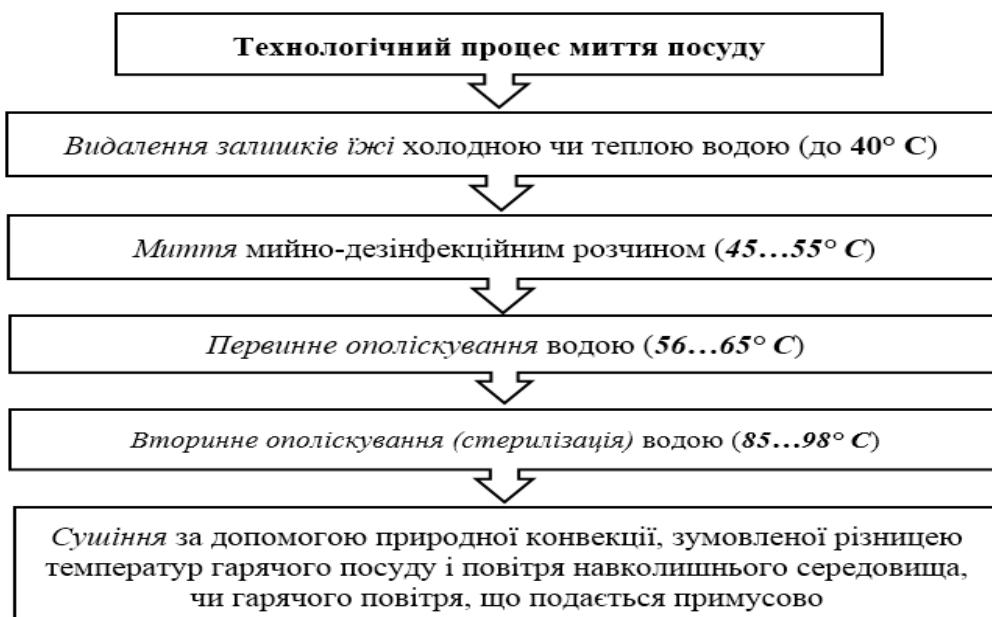 Технологічний процес миття посуду
Видалення залишків їжі холодною чи теплою водою (до 40° С)
Миття мийно-дезінфекційним розчином (45…55° С)
Первинне ополіскування водою (56…65° С)
Вторинне ополіскування (стерилізація) водою (85…98° С)
Сушіння за допомогою природної конвекції, зумовленої різницею
температур гарячого посуду і повітря навколишнього середовища,
чи гарячого повітря, що подається примусово